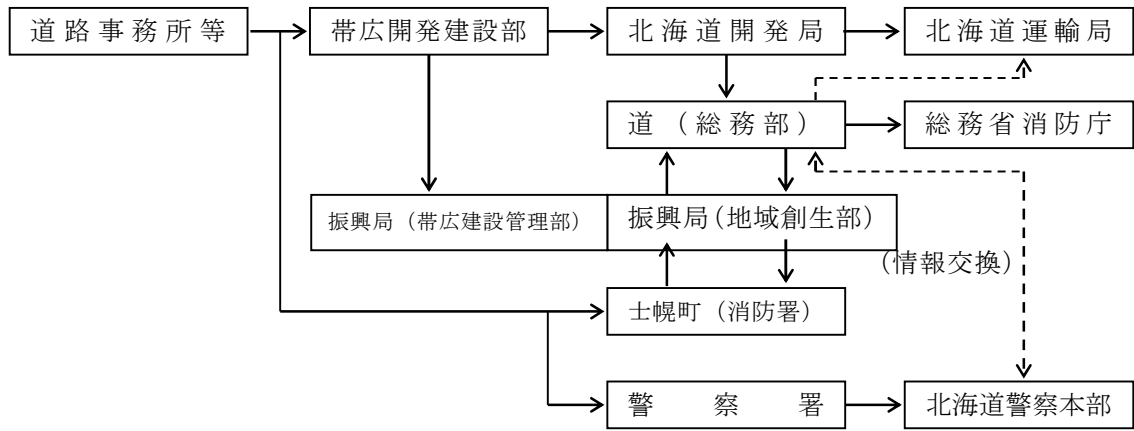 道路事務所等
帯広開発建設部
北海道開発局
北海道運輸局
道（総務部）
総務省消防庁
振興局（帯広建設管理部）
振興局（地域創生部）
（情報交換）
士幌町（消防署）
警察署
北海道警察本部